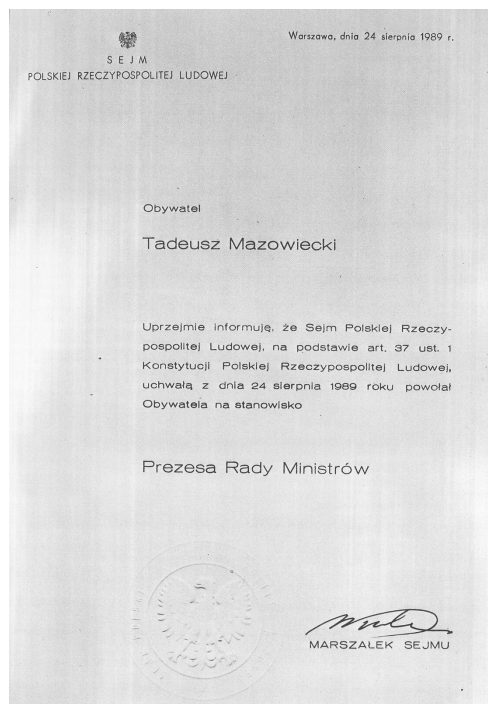 Warszawa, dnia 24 sierpnia 1989 r.
SEJM
POLSKIEJ RZECZYPOSPOLITEJ LUDOWEJ
Obywatel
Tadeusz Mazowiecki
Uprzejmie informuję, że Sejm Polskiej Rzeczy-
pospolitej Ludowej, na podstawie art. 37 ust. 1
Konstytucji Polskiej Rzeczypospolitej Ludowej,
uchwałą z dnia 24 sierpnia 1989 roku powołał
Obywatela na stanowisko
Prezesa Rady Ministrów
MARSZAŁEK SEJMU